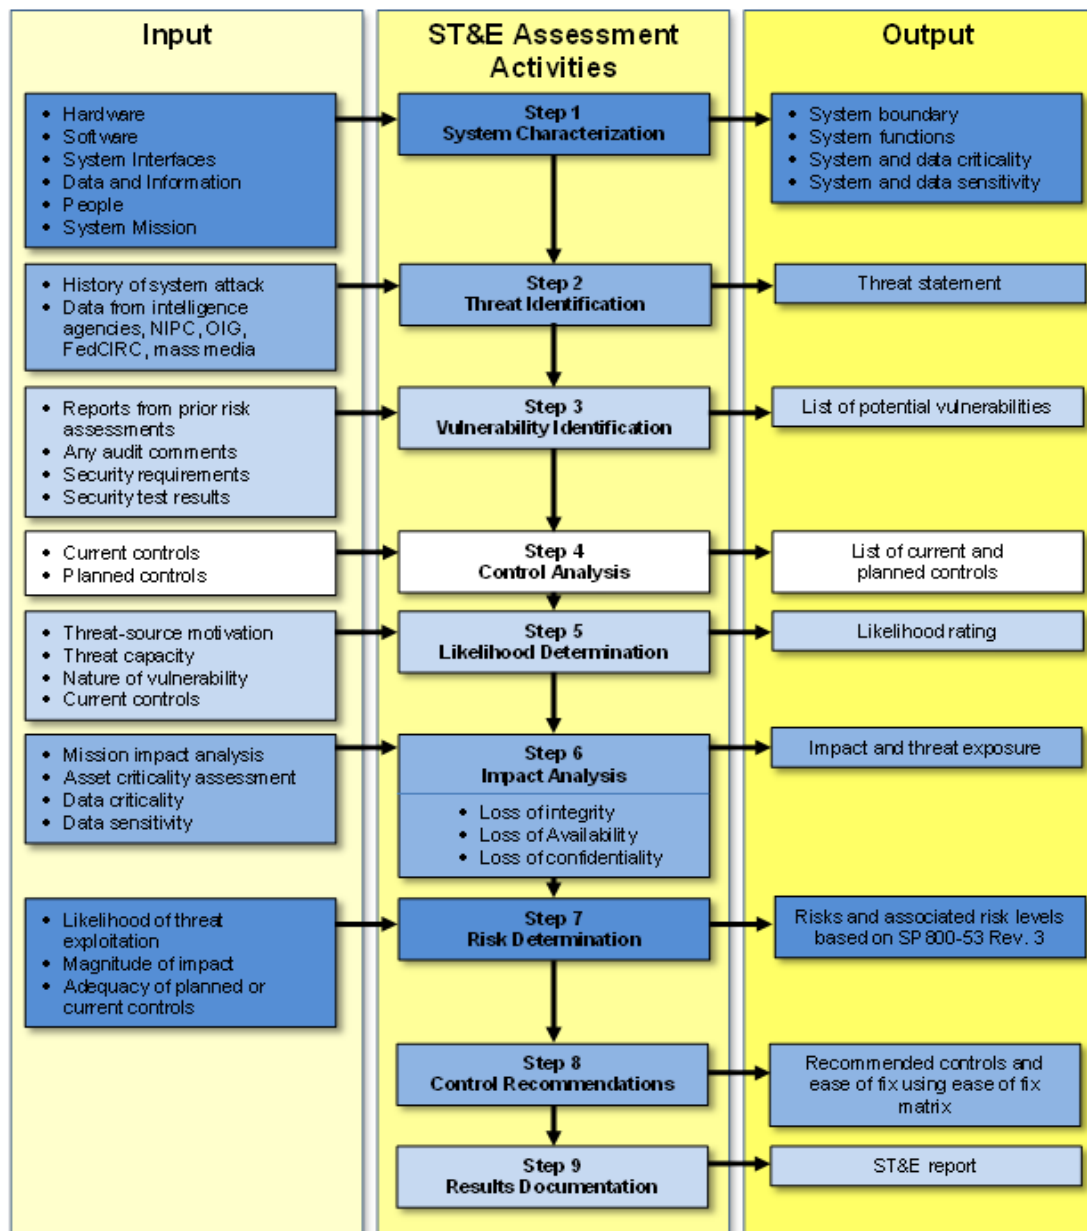 Input
ST&E Assessment
Activities
Output
• Hardware
• Software
• System Interfaces
• Data and Information
• People
• System Mission
Step 1
System Characterization
• System boundary
• System functions
• System and data criticality
• System and data sensitivity
• History of system attack
• Data from intelligence
agencies, NIPC, OIG,
FedCIRC, mass media
Step 2
Threat Identification
Threat statement
• Reports from prior risk
assessments
• Any audit comments
• Security requirements
• Security test results
Step 3
Vulnerability Identification
List of potential vulnerabilities
• Current controls
• Planned controls
Step 4
Control Analysis
List of current and
planned controls
• Threat-source motivation
• Threat capacity
• Nature of vulnerability
• Current controls
Step 5
Likelihood Determination
Likelihood rating
• Mission impact analysis
• Asset criticality assessment
• Data criticality
• Data sensitivity
Step 6
Impact Analysis
• Loss of integrity
• Loss of Availability
• Loss of confidentiality
Impact and threat exposure
• Likelihood of threat
exploitation
• Magnitude of impact
• Adequacy of planned or
current controls
Step 7
Risk Determination
Risks and associated risk levels
based on SP800-53 Rev. 3
Step 8
Control Recommendations
Recommended controls and
ease of fix using ease of fix
matrix
Step 9
Results Documentation
ST&E report